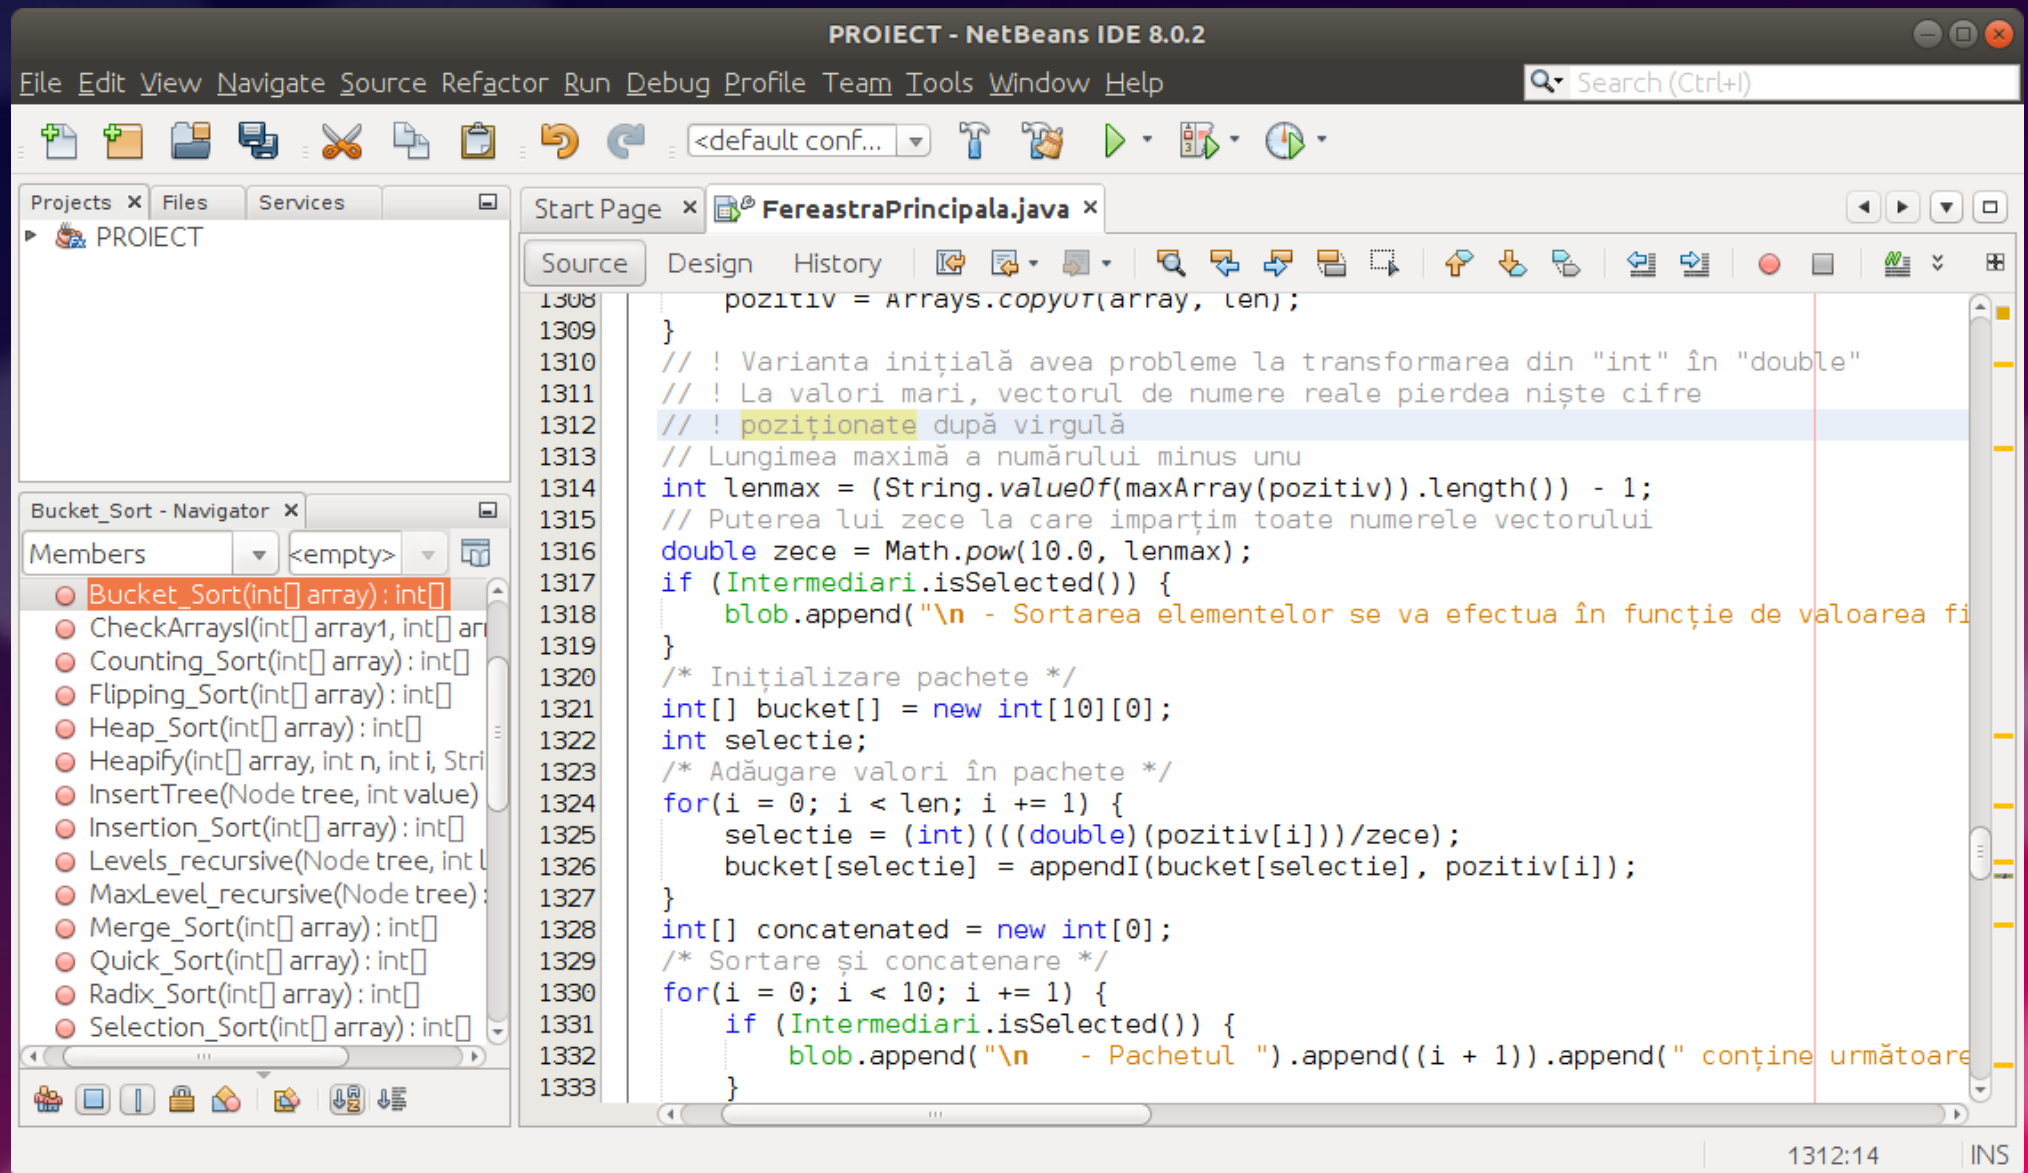 PROIECT - NetBeans IDE 8.0.2
File Edit View Navigate Source Refactor Run Debug Profile Team Tools Window Help
Search (Ctrl+I)
<default conf...
Projects Files Services
PROIECT
Bucket_Sort - Navigator
Members <empty>
Bucket_Sort(int[] array) : int[]
CheckArraysI(int[] array1, int[] arr
Counting_Sort(int[] array) : int[]
Flipping_Sort(int[] array) : int[]
Heap_Sort(int[] array) : int[]
Heapify(int[] array, int n, int i, Stri
InsertTree(Node tree, int value)
Insertion_Sort(int[] array) : int[]
Levels_recursive(Node tree, int l
MaxLevel_recursive(Node tree) :
Merge_Sort(int[] array) : int[]
Quick_Sort(int[] array) : int[]
Radix_Sort(int[] array) : int[]
Selection_Sort(int[] array) : int[]
Start Page FereastraPrincipala.java
Source Design History
1308 pozitiv = Arrays.copyOf(array, len);
1309 }
1310 // ! Varianta inițială avea probleme la transformarea din "int" în "double"
1311 // ! La valori mari, vectorul de numere reale pierdea niște cifre
1312 // ! poziționate după virgulă
1313 // Lungimea maximă a numărului minus unu
1314 int lenmax = (String.valueOf(maxArray(pozitiv)).length()) - 1;
1315 // Puterea lui zece la care imparțim toate numerele vectorului
1316 double zece = Math.pow(10.0, lenmax);
1317 if (Intermediari.isSelected()) {
1318 blob.append("\n - Sortarea elementelor se va efectua în funcție de valoarea fi
1319 }
1320 /* Inițializare pachete */
1321 int[] bucket[] = new int[10][0];
1322 int selectie;
1323 /* Adăugare valori în pachete */
1324 for(i = 0; i < len; i += 1) {
1325 selectie = (int)(((double)(pozitiv[i]))/zece);
1326 bucket[selectie] = appendI(bucket[selectie], pozitiv[i]);
1327 }
1328 int[] concatenated = new int[0];
1329 /* Sortare și concatenare */
1330 for(i = 0; i < 10; i += 1) {
1331 if (Intermediari.isSelected()) {
1332 blob.append("\n   - Pachetul ").append((i + 1)).append(" conține următoare
1333 }
1312:14 INS